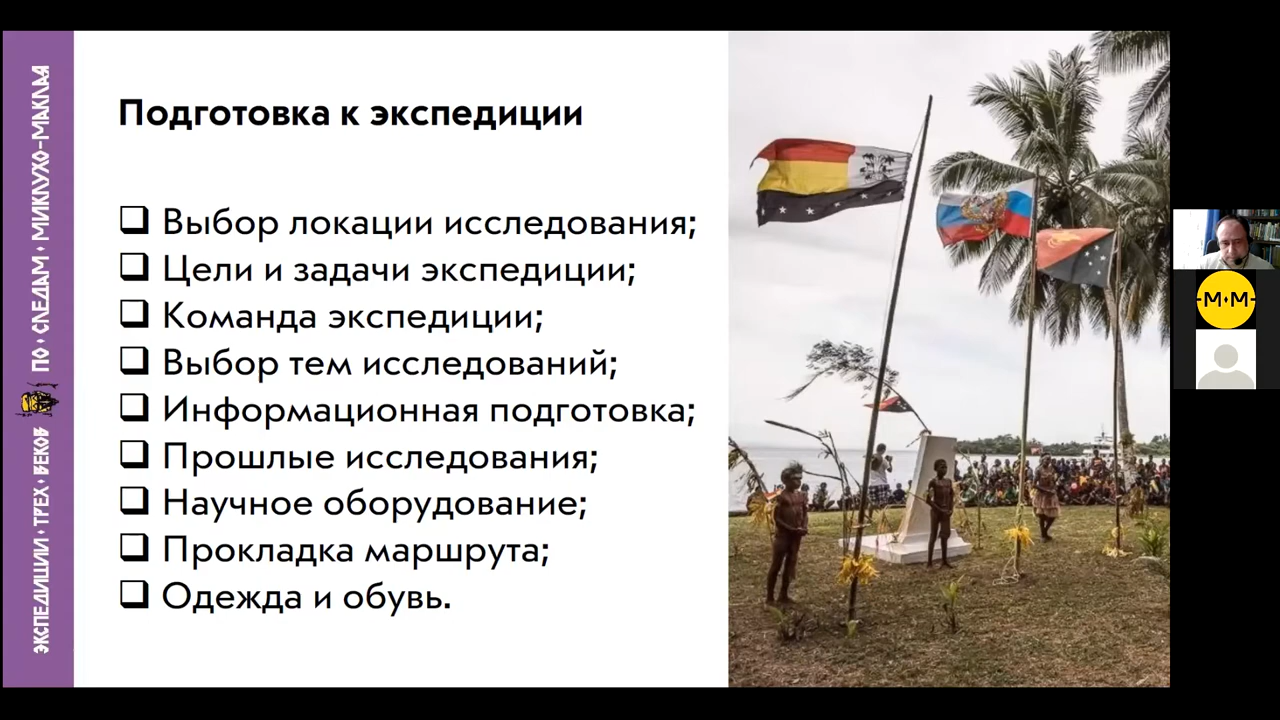 Подготовка к экспедиции
Выбор локации исследования;
Цели и задачи экспедиции;
Команда экспедиции;
Выбор тем исследований;
Информационная подготовка;
Прошлые исследования;
Научное оборудование;
Прокладка маршрута;
Одежда и обувь.
ЭКСПЕДИЦИИ • ТРЕХ • ВЕКОВ
ПО • СЛЕДАМ • МИКЛУХО-МАКЛАЯ
-М•М-